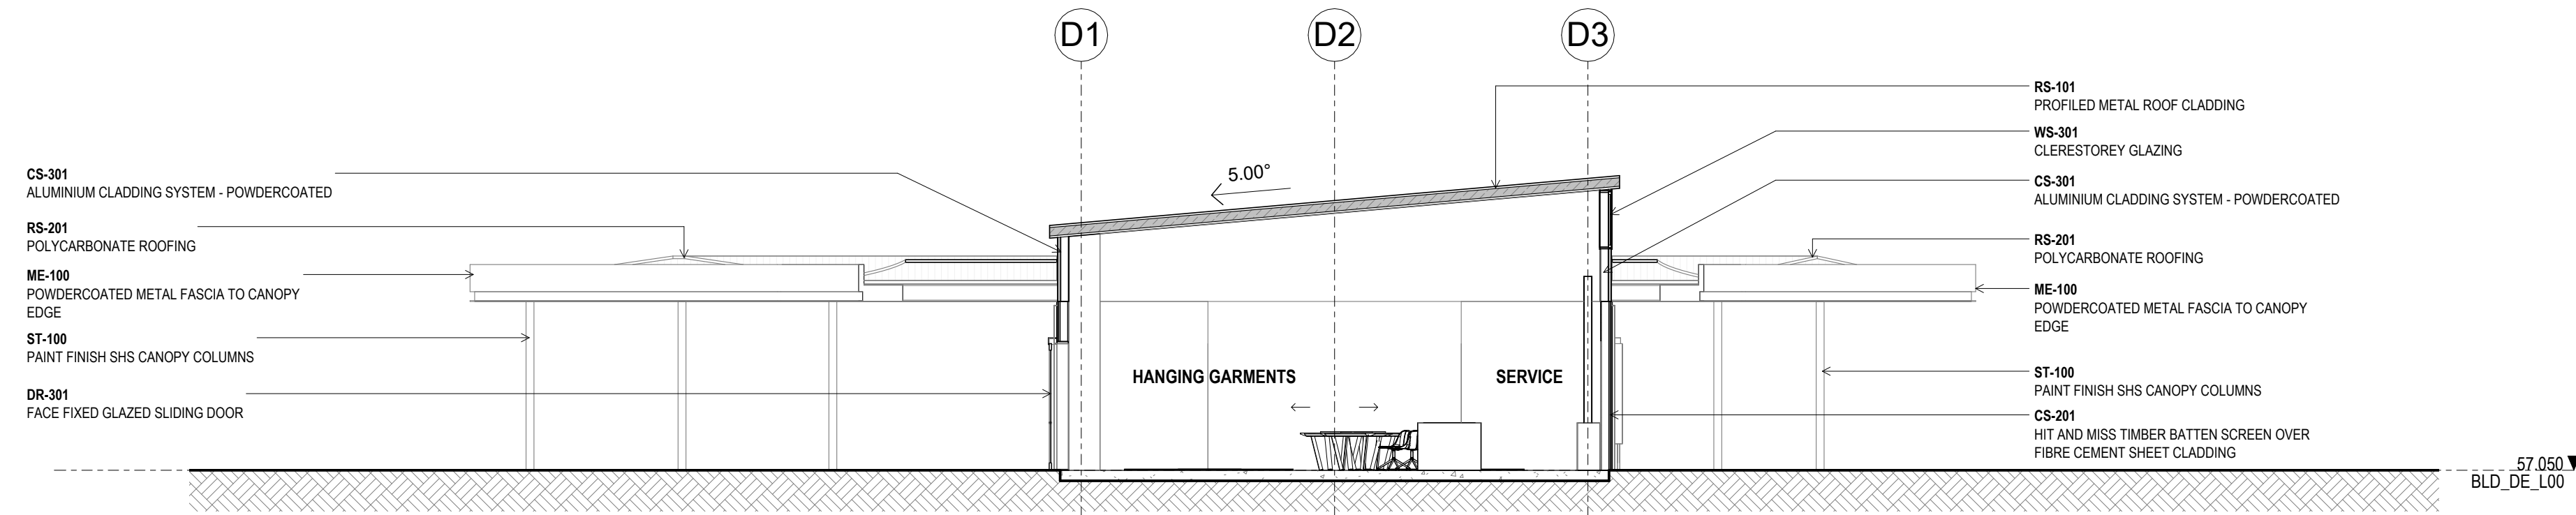 D1
D2
D3
CS-301
ALUMINIUM CLADDING SYSTEM - POWDERCOATED
RS-201
POLYCARBONATE ROOFING
ME-100
POWDERCOATED METAL FASCIA TO CANOPY
EDGE
ST-100
PAINT FINISH SHS CANOPY COLUMNS
DR-301
FACE FIXED GLAZED SLIDING DOOR
5.00°
HANGING GARMENTS
SERVICE
RS-101
PROFILED METAL ROOF CLADDING
WS-301
CLERESTOREY GLAZING
CS-301
ALUMINIUM CLADDING SYSTEM - POWDERCOATED
RS-201
POLYCARBONATE ROOFING
ME-100
POWDERCOATED METAL FASCIA TO CANOPY
EDGE
ST-100
PAINT FINISH SHS CANOPY COLUMNS
CS-201
HIT AND MISS TIMBER BATTEN SCREEN OVER
FIBRE CEMENT SHEET CLADDING
57.050
BLD_DE_L00